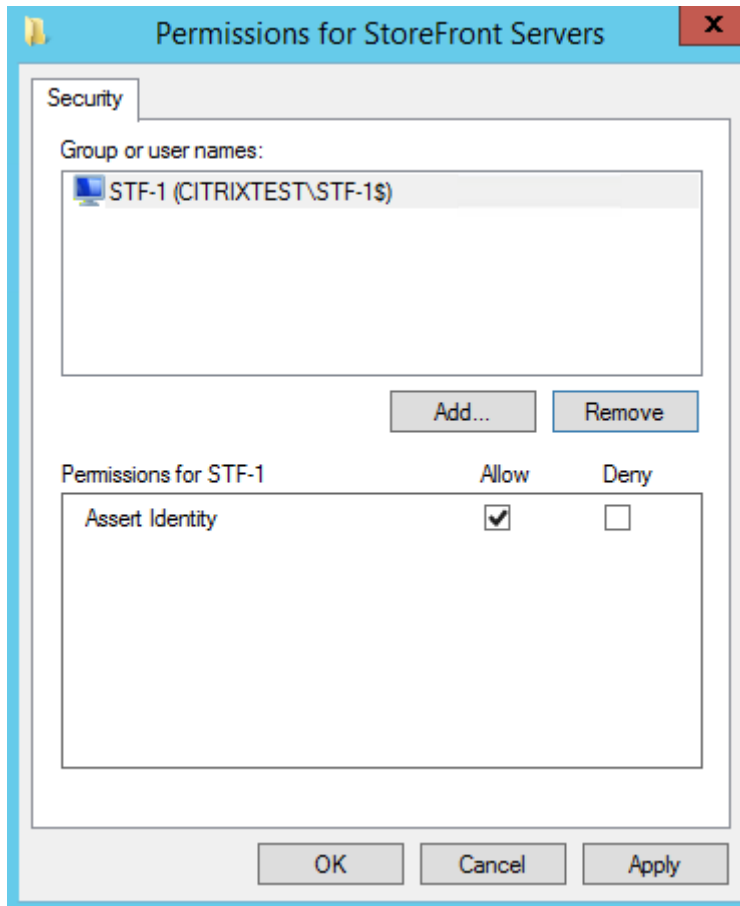 Permissions for StoreFront Servers
x
Security
Group or user names:
STF-1 (CITRIXTEST\STF-1$)
Add... Remove
Permissions for STF-1 Allow Deny
Assert Identity
OK Cancel Apply